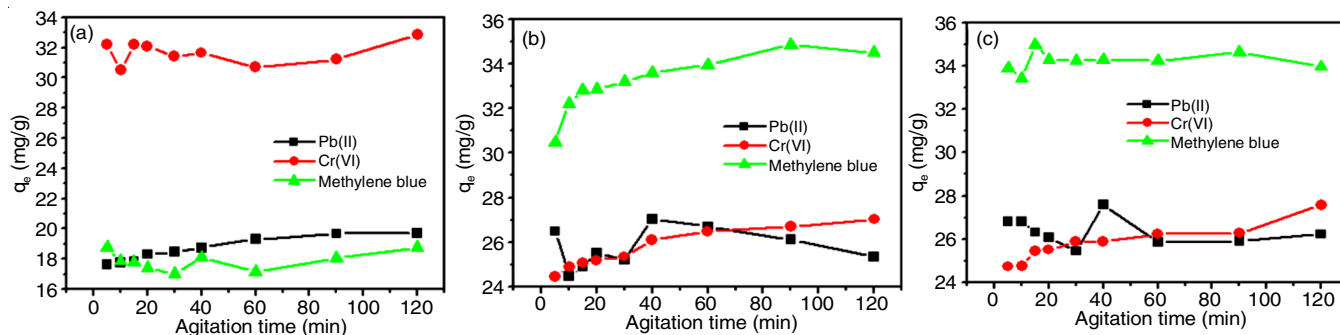 (a)
34
32
30
28
26
24
22
20
18
16
qe (mg/g)
Pb(II)
Cr(VI)
Methylene blue
0 20 40 60 80 100 120
Agitation time (min)
(b)
36
34
32
30
28
26
24
qe (mg/g)
Pb(II)
Cr(VI)
Methylene blue
0 20 40 60 80 100 120
Agitation time (min)
(c)
36
34
32
30
28
26
24
qe (mg/g)
Pb(II)
Cr(VI)
Methylene blue
0 20 40 60 80 100 120
Agitation time (min)